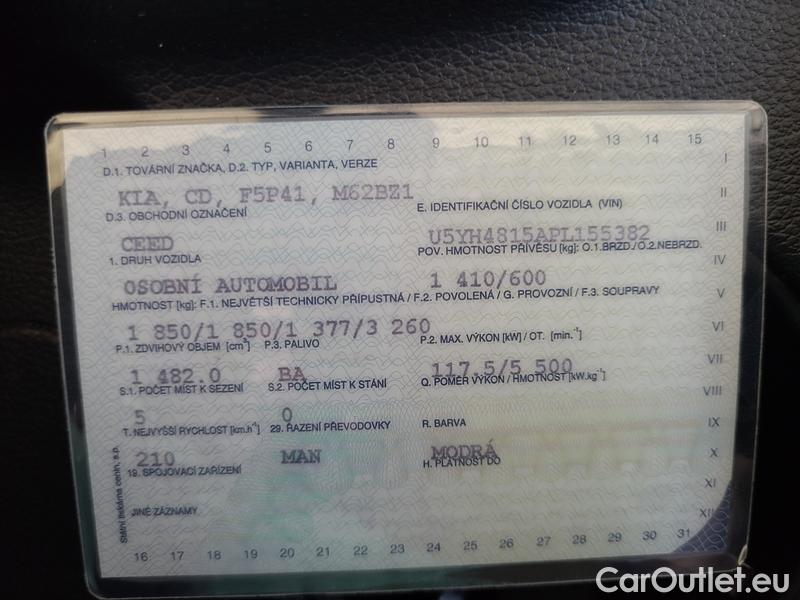 1 2 3 4 5 6 7 8 9 10 11 12 13 14 15
D.1. TOVÁRNÍ ZNAČKA, D.2. TYP, VARIANTA, VERZE
I
KIA, CD, F5P41, M62BZ1
II
D.3. OBCHODNÍ OZNAČENÍ
E. IDENTIFIKAČNÍ ČÍSLO VOZIDLA (VIN)
CEED
U5YH4815APL155382
III
1. DRUH VOZIDLA
POV. HMOTNOST PŘÍVĚSU [kg]: O.1.BRZD./O.2.NEBRZD.
IV
OSOBNÍ AUTOMOBIL
1 410/600
HMOTNOST [kg]: F.1. NEJVĚTŠÍ TECHNICKY PŘÍPUSTNÁ / F.2. POVOLENÁ / G. PROVOZNÍ / F.3. SOUPRAVY
V
1 850/1 850/1 377/3 260
VI
P.1. ZDVIHOVÝ OBJEM [cm³]
P.3. PALIVO
P.2. MAX. VÝKON [kW] / OT. [min.⁻¹]
1 482.0
BA
117.5/5 500
VII
S.1. POČET MÍST K SEZENÍ
S.2. POČET MÍST K STÁNÍ
Q. POMĚR VÝKON / HMOTNOST [kW.kg⁻¹]
VIII
5
0
T. NEJVYŠŠÍ RYCHLOST [km.h⁻¹]
29. ŘAZENÍ PŘEVODOVKY
R. BARVA
IX
210
MAN
MODRÁ
X
19. SPOJOVACÍ ZAŘÍZENÍ
H. PLATNOST DO
XI
JINÉ ZÁZNAMY
XII
Státní tiskárna cenin, s.p.
16 17 18 19 20 21 22 23 24 25 26 27 28 29 30 31
CarOutlet.eu